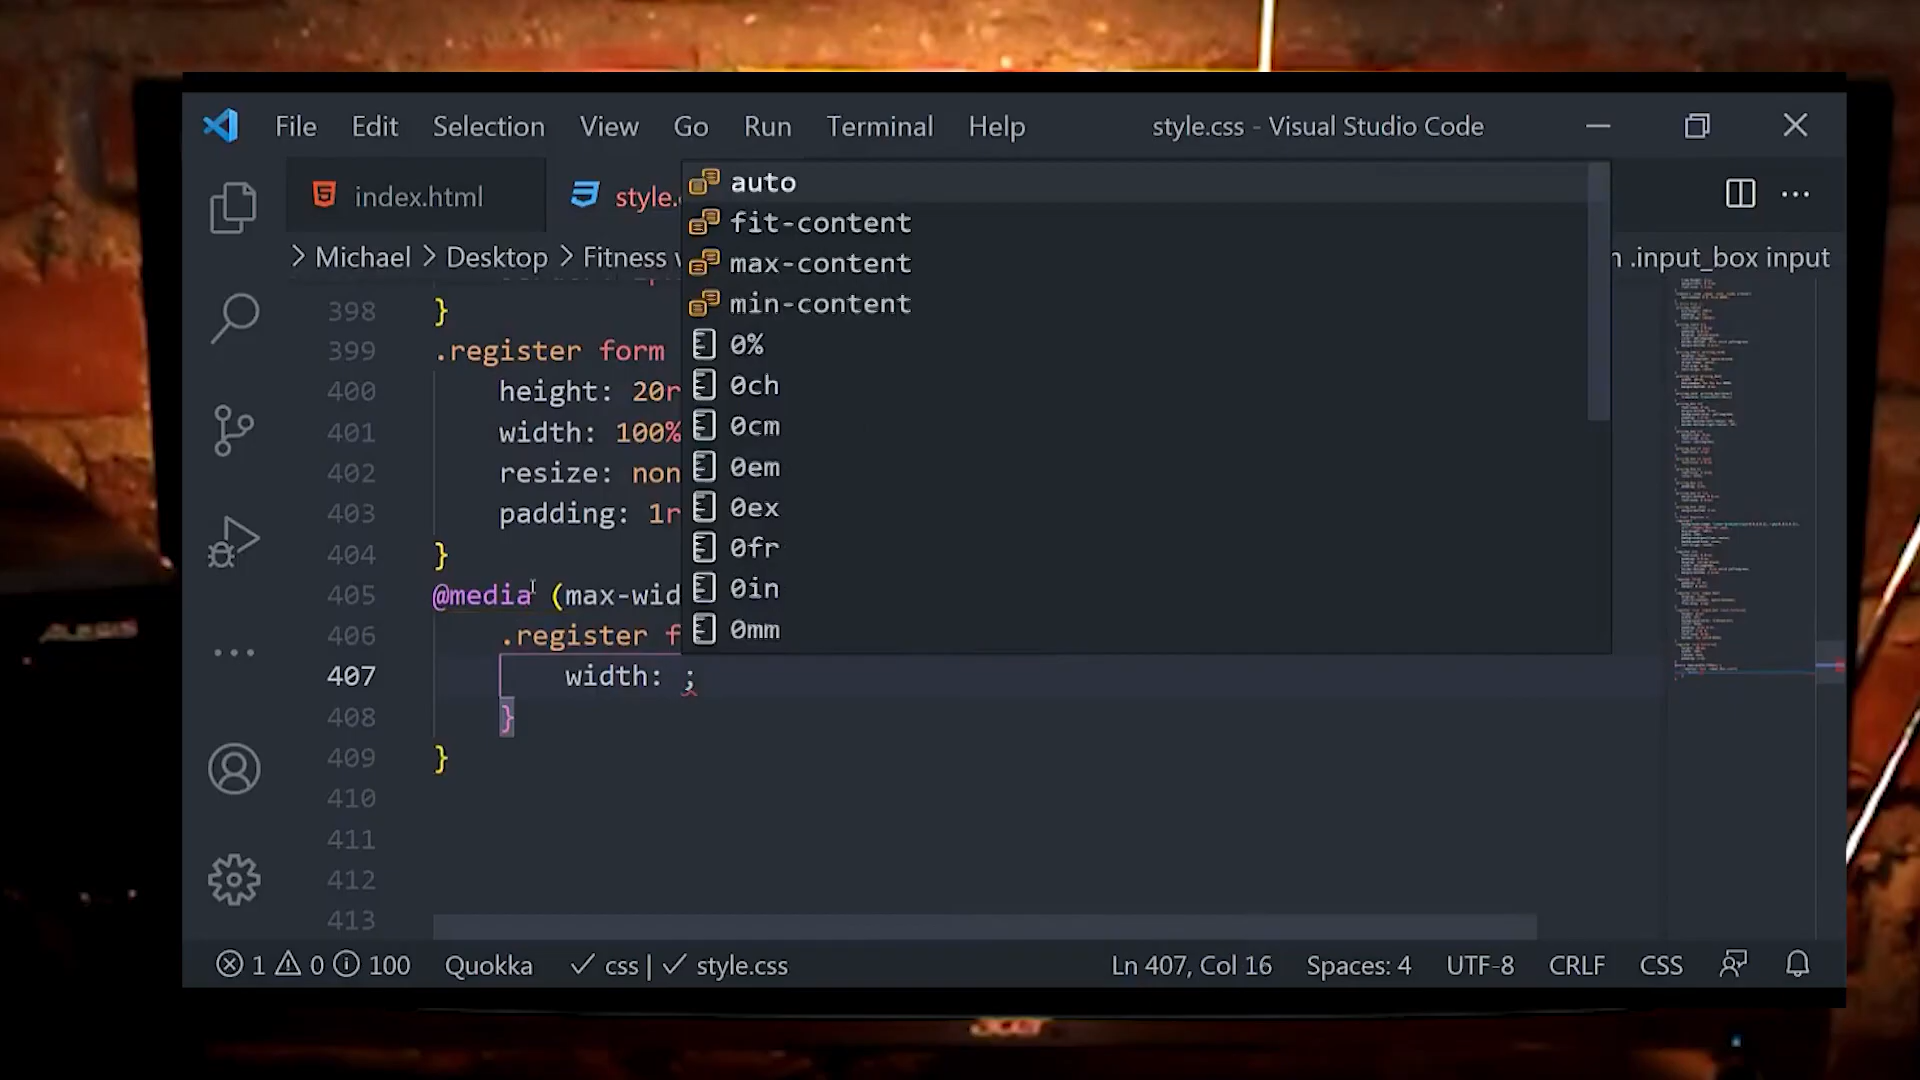 File Edit Selection View Go Run Terminal Help style.css - Visual Studio Code
index.html
style.
> Michael > Desktop > Fitness
.input_box input
auto
fit-content
max-content
min-content
0%
0ch
0cm
0em
0ex
0fr
0in
0mm
398 }
399 .register form
400 height: 20r
401 width: 100%
402 resize: non
403 padding: 1r
404 }
405 @media (max-wid
406 .register f
407 width: ;
408 }
409 }
410
411
412
413
1 0 100 Quokka ✓ css | ✓ style.css Ln 407, Col 16 Spaces: 4 UTF-8 CRLF CSS
ALESIS
acer